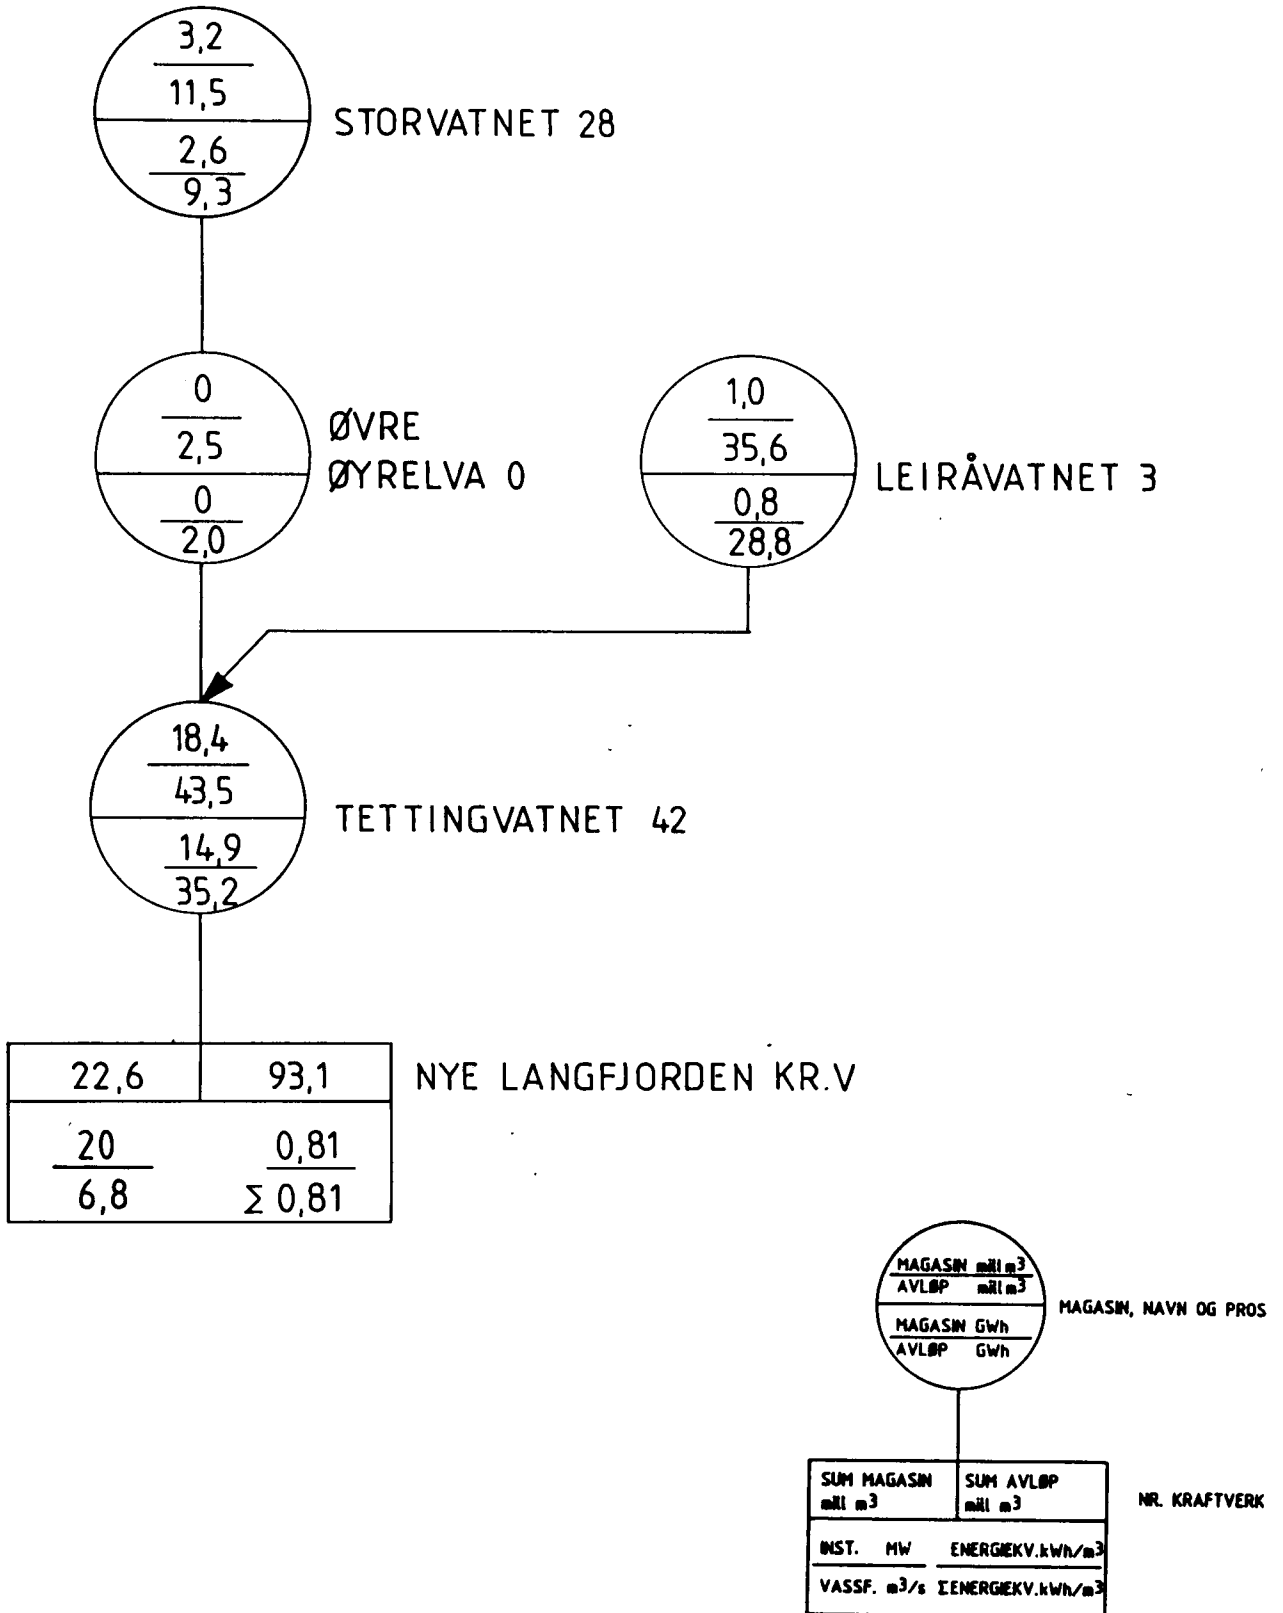 3,2
11,5
2,6
9,3
STORVATNET 28
0
2,5
0
2,0
ØVRE
ØYRELVA 0
1,0
35,6
0,8
28,8
LEIRÅVATNET 3
18,4
43,5
14,9
35,2
TETTINGVATNET 42
22,6 93,1
NYE LANGFJORDEN KR.V
20 0,81
6,8 Σ 0,81
MAGASIN mill m³
AVLØP mill m³
MAGASIN GWh
AVLØP GWh
MAGASIN, NAVN OG PROS
SUM MAGASIN SUM AVLØP
mill m³ mill m³
NR. KRAFTVERK
INST. MW ENERGIEKV.kWh/m³
VASSF. m³/s ΣENERGIEKV.kWh/m³